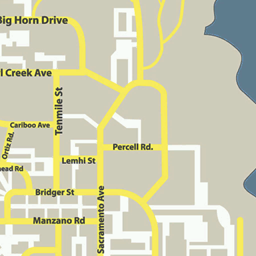 Big Horn Drive
Creek Ave
Tenmile St
Cariboo Ave
Ortiz Rd.
Percell Rd.
Lemhi St
Rd
Bridger St
Sacramento Ave
Manzano Rd